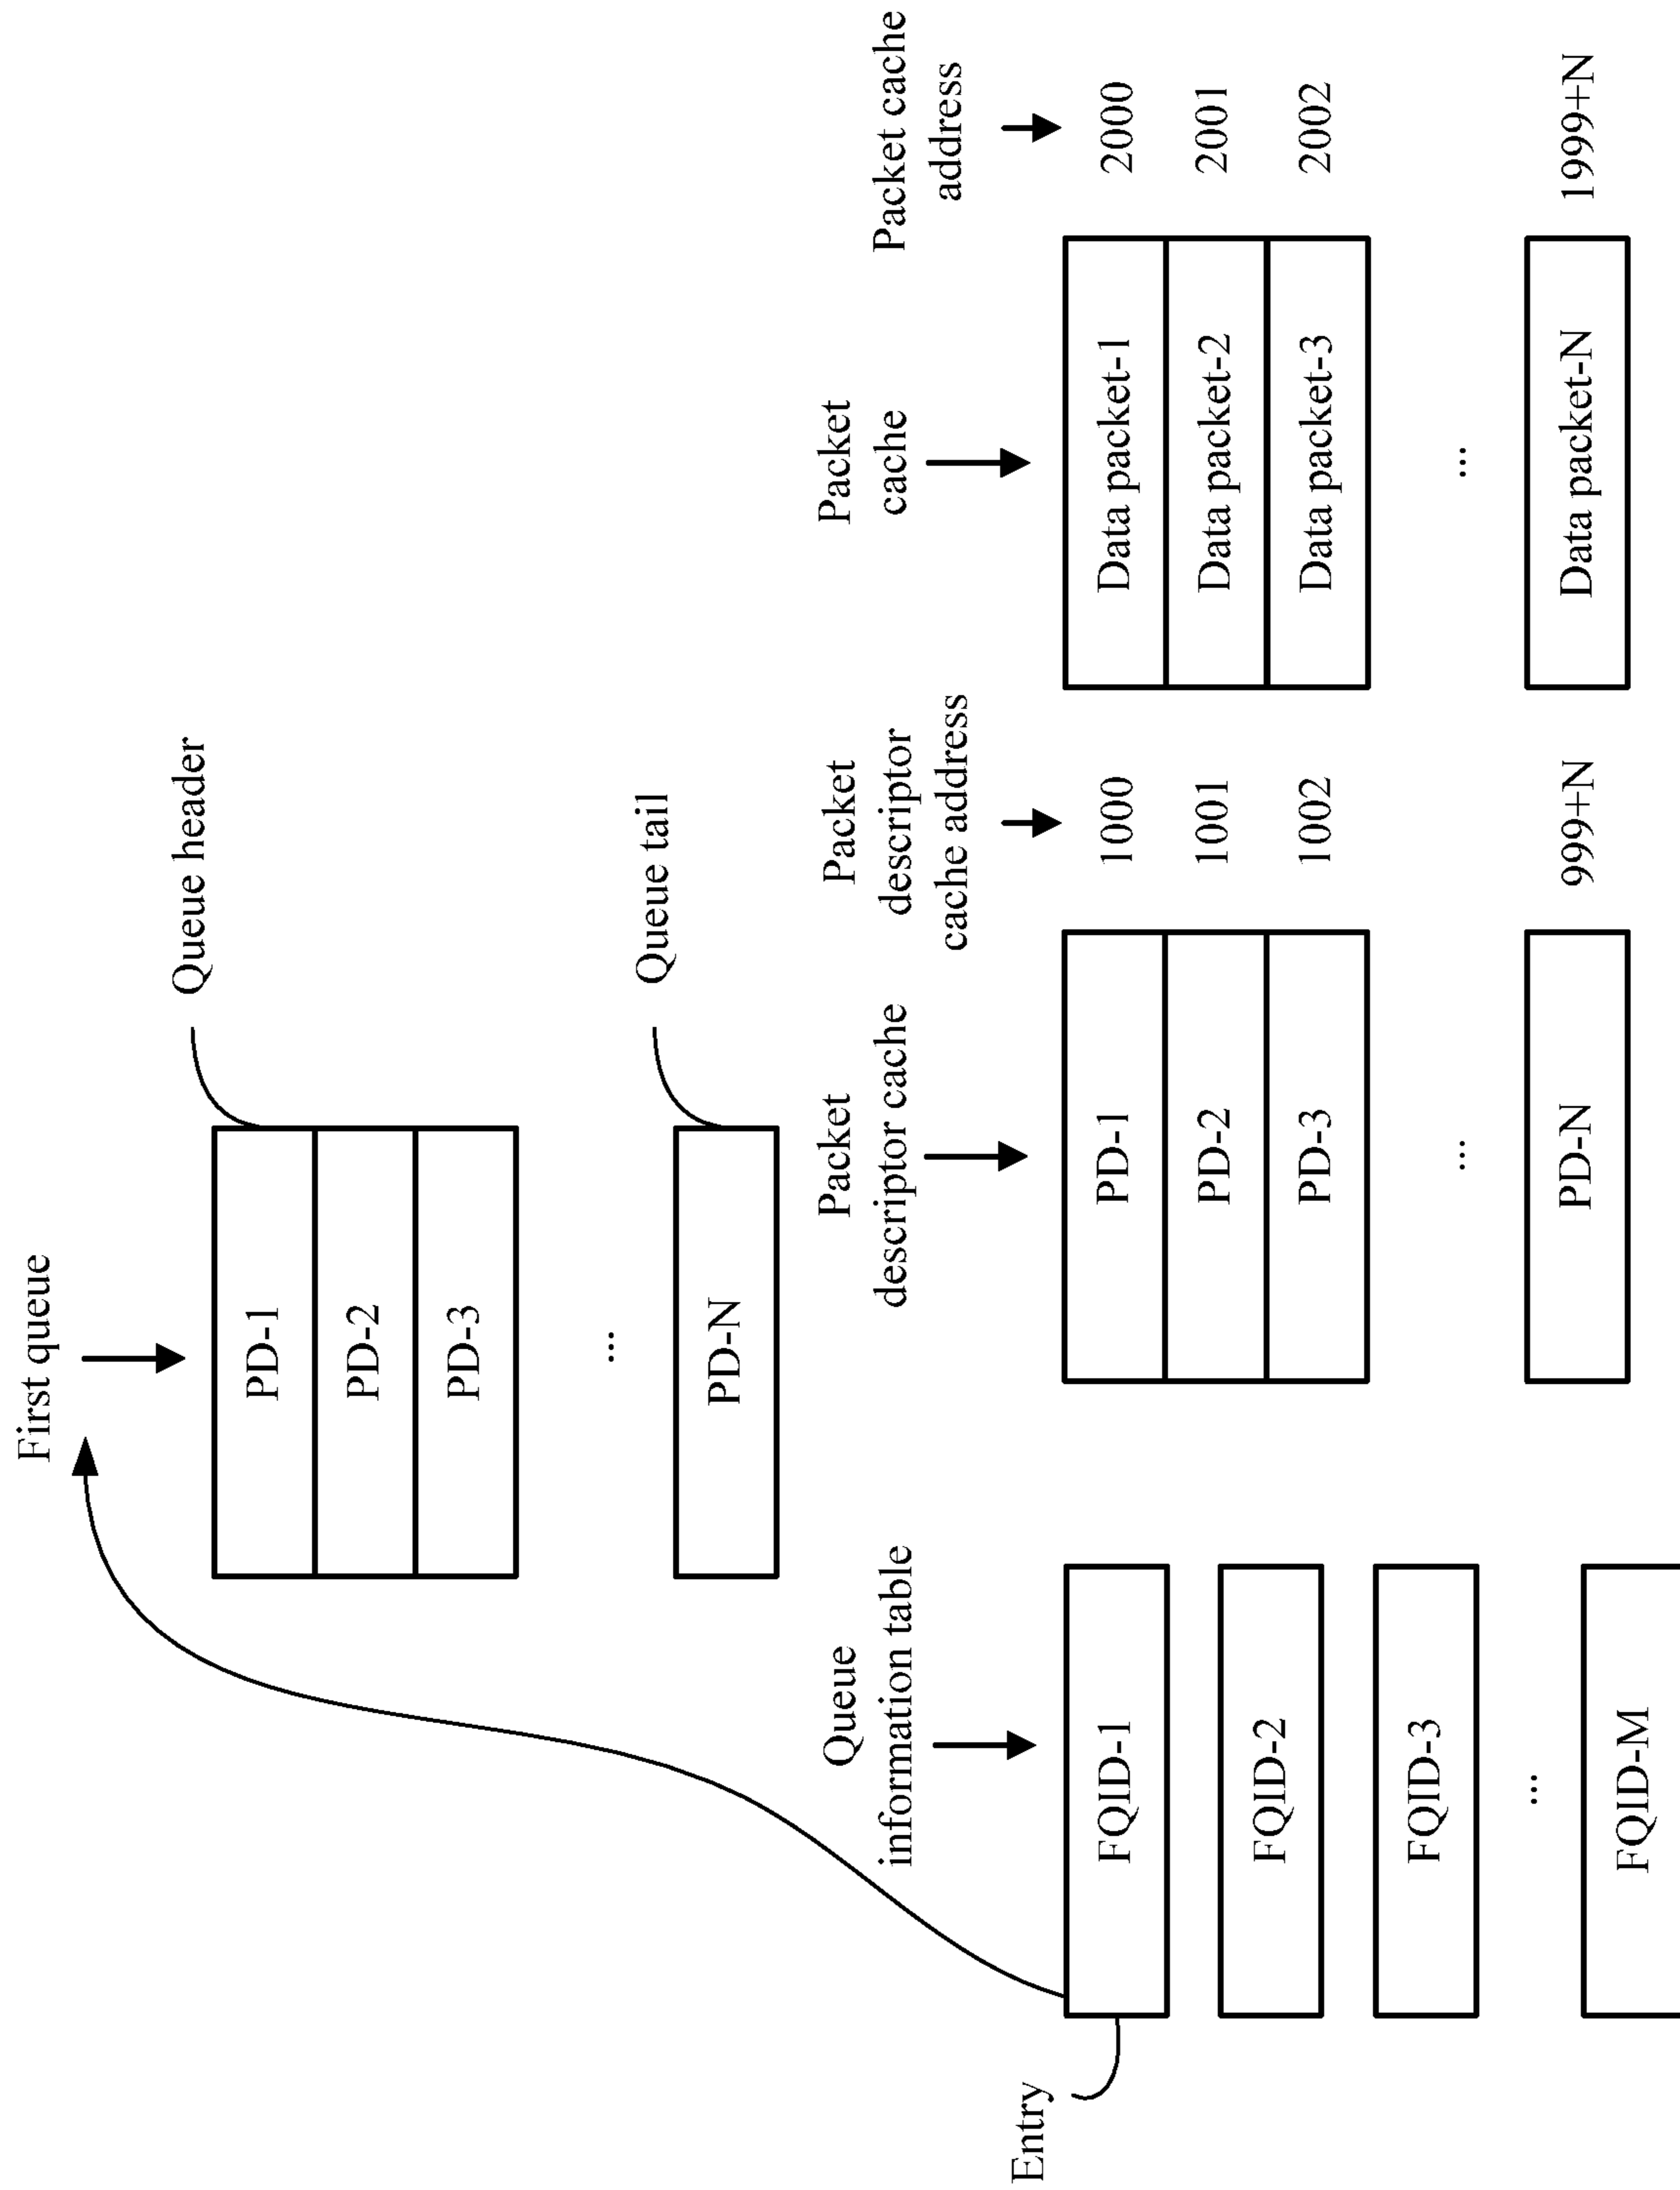 First queue
PD-1
PD-2
PD-3
...
PD-N
Queue header
Queue tail
Queue
information table
Entry
FQID-1
FQID-2
FQID-3
...
FQID-M
Packet
descriptor cache
PD-1
PD-2
PD-3
...
PD-N
Packet
descriptor
cache address
1000
1001
1002
999+N
Packet
cache
Data packet-1
Data packet-2
Data packet-3
...
Data packet-N
Packet cache
address
2000
2001
2002
1999+N